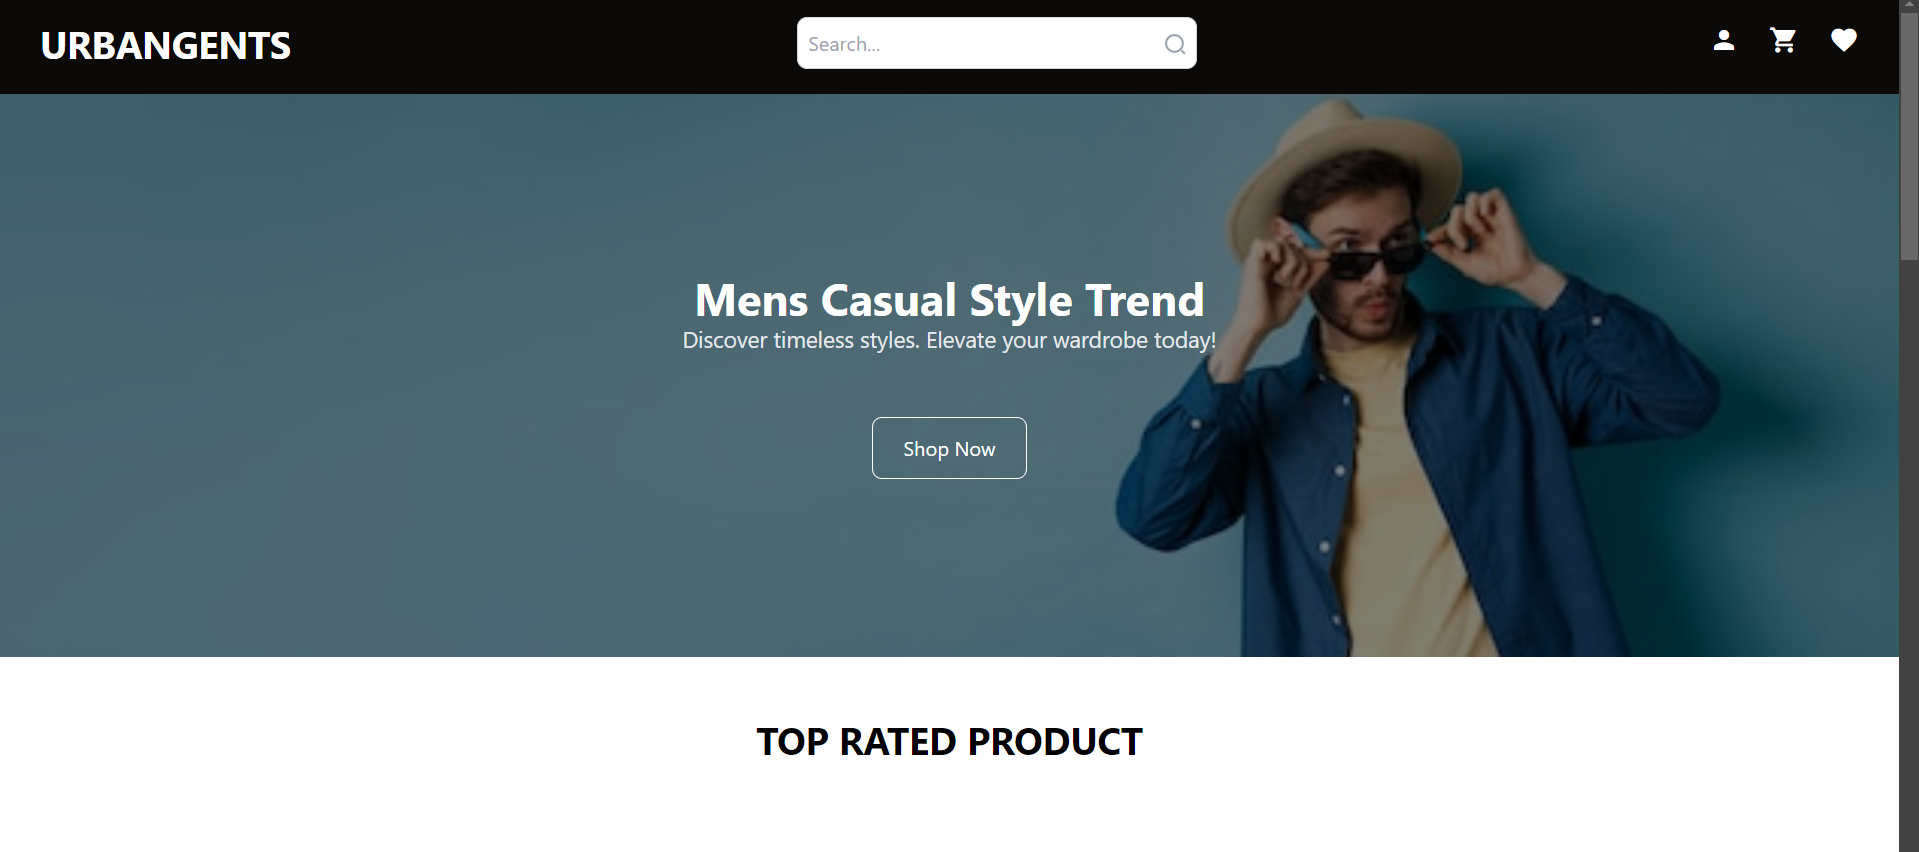 URBANGENTS
Search...
Mens Casual Style Trend
Discover timeless styles. Elevate your wardrobe today!
Shop Now
TOP RATED PRODUCT